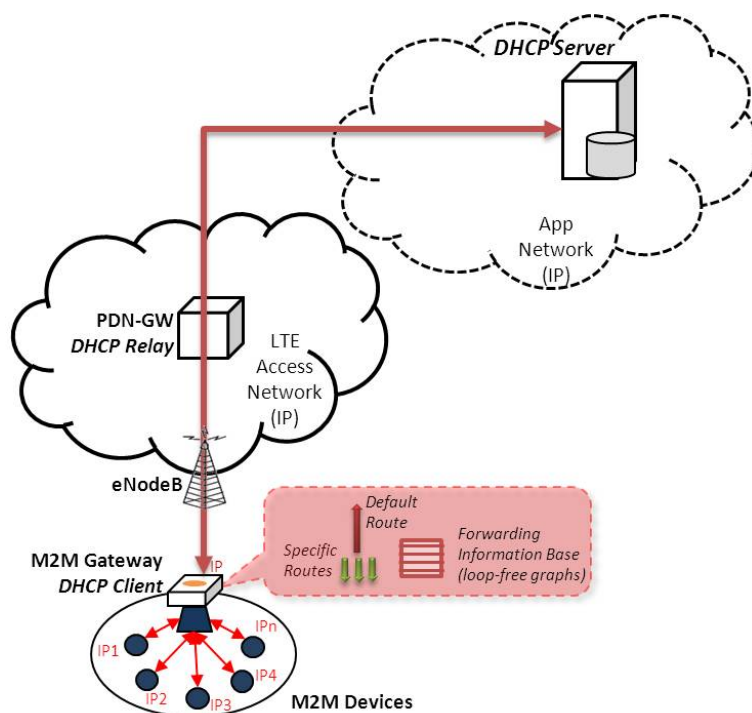 DHCP Server
App
Network
(IP)
PDN-GW
DHCP Relay
LTE
Access
Network
(IP)
eNodeB
Default
Route
Specific
Routes
Forwarding
Information Base
(loop-free graphs)
M2M Gateway
DHCP Client
IP
IP1
IP2
IP3
IP4
IPn
M2M Devices